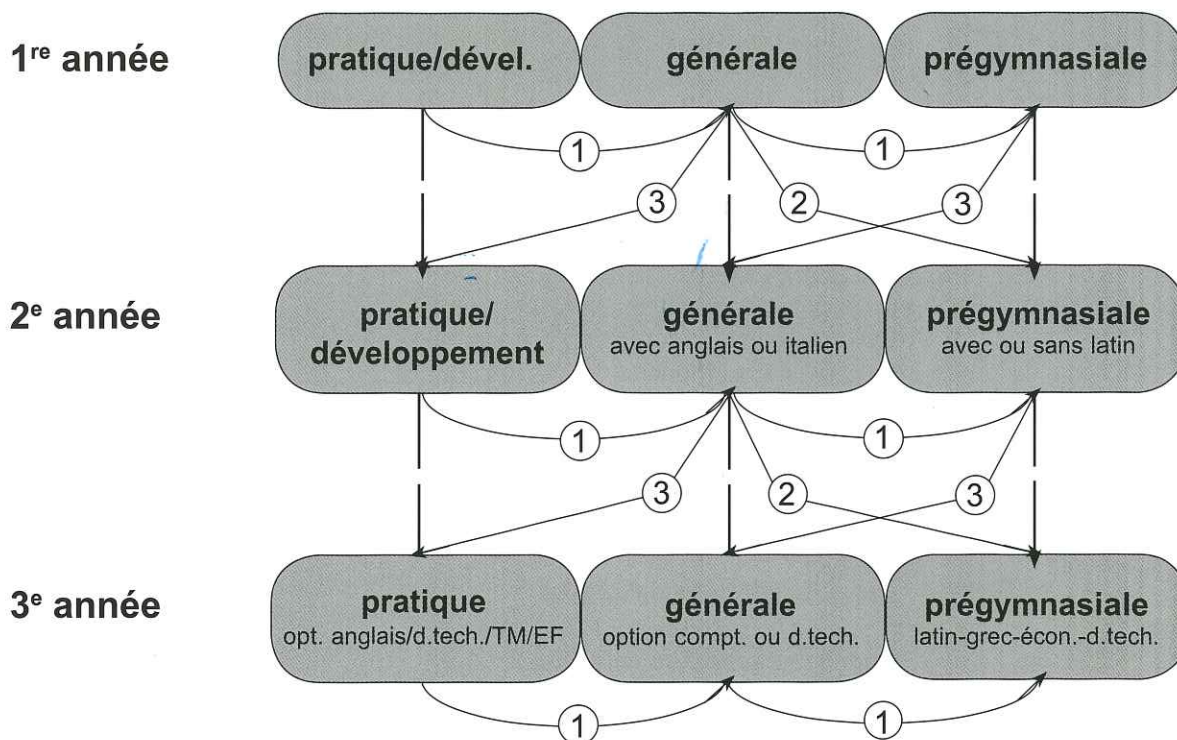 1re année
pratique/dével.
générale
prégymnasiale
1
1
3
2
3
2e année
pratique/
développement
générale
avec anglais ou italien
prégymnasiale
avec ou sans latin
1
1
3
2
3
3e année
pratique
opt. anglais/d.tech./TM/EF
générale
option compt. ou d.tech.
prégymnasiale
latin-grec-écon.-d.tech.
1
1